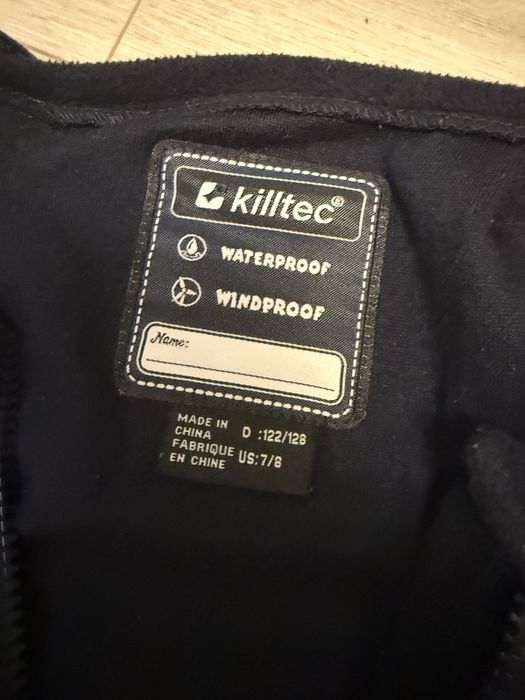 killtec®
WATERPROOF
WINDPROOF
Name:
MADE IN
CHINA
FABRIQUE
EN CHINE
D :122/128
US:7/8